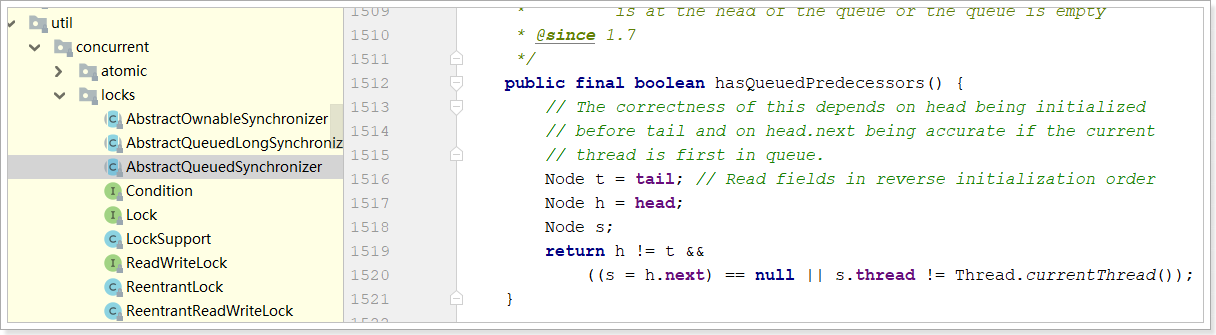 util
concurrent
atomic
locks
AbstractOwnableSynchronizer
AbstractQueuedLongSynchroniz
AbstractQueuedSynchronizer
Condition
Lock
LockSupport
ReadWriteLock
ReentrantLock
ReentrantReadWriteLock
1509 * is at the head of the queue or the queue is empty
1510 * @since 1.7
1511 */
1512 public final boolean hasQueuedPredecessors() {
1513 // The correctness of this depends on head being initialized
1514 // before tail and on head.next being accurate if the current
1515 // thread is first in queue.
1516 Node t = tail; // Read fields in reverse initialization order
1517 Node h = head;
1518 Node s;
1519 return h != t &&
1520 ((s = h.next) == null || s.thread != Thread.currentThread());
1521 }